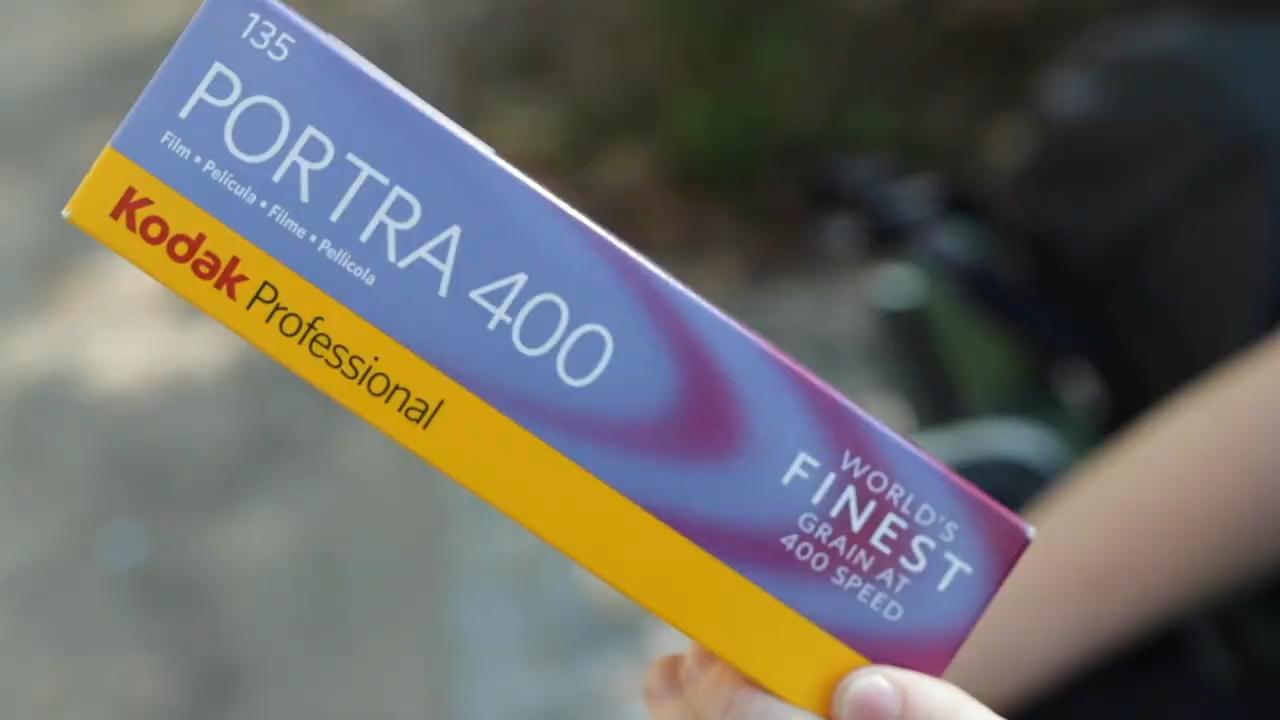 135
PORTRA 400
Film • Película • Filme • Pellicola
Kodak Professional
WORLD'S
FINEST
GRAIN AT
400 SPEED